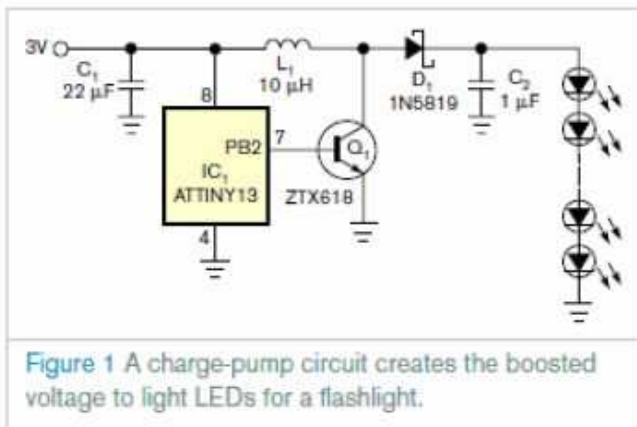 3V
C1
22 µF
L1
10 µH
D1
1N5819
C2
1 µF
8
PB2
7
IC1
ATTINY13
Q1
ZTX618
4
Figure 1 A charge-pump circuit creates the boosted
voltage to light LEDs for a flashlight.